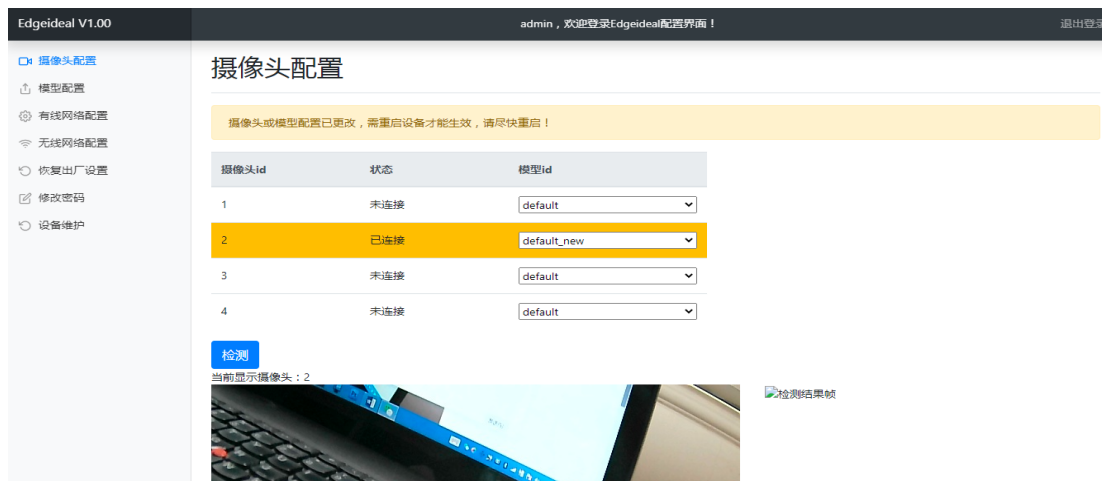 Edgeideal V1.00
admin，欢迎登录Edgeideal配置界面！
退出登录
摄像头配置
模型配置
有线网络配置
无线网络配置
恢复出厂设置
修改密码
设备维护
摄像头配置
摄像头或模型配置已更改，需重启设备才能生效，请尽快重启！
摄像头id 状态 模型id
1 未连接 default
2 已连接 default_new
3 未连接 default
4 未连接 default
检测
当前显示摄像头：2
检测结果帧